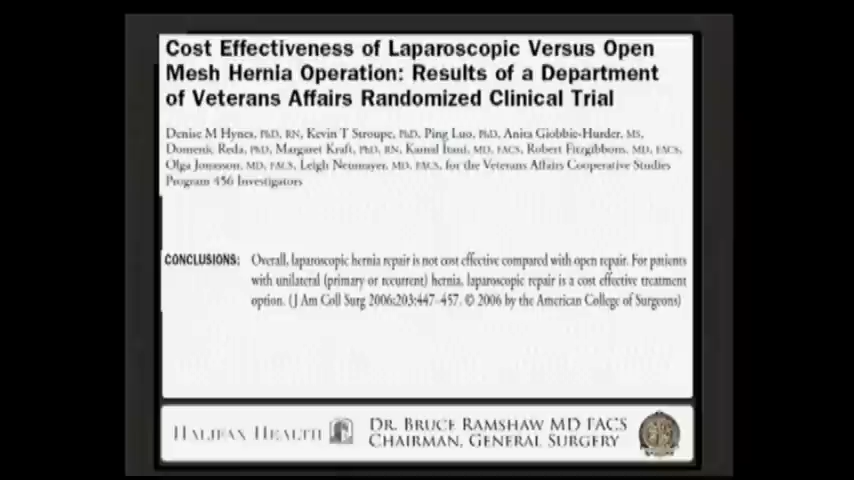 Cost Effectiveness of Laparoscopic Versus Open
Mesh Hernia Operation: Results of a Department
of Veterans Affairs Randomized Clinical Trial
Denise M Hynes, PhD, RN, Kevin T Stroupe, PhD, Ping Luo, PhD, Anita Giobbie-Hurder, MS,
Domenic Reda, PhD, Margaret Kraft, PhD, RN, Kamal Itani, MD, FACS, Robert Fitzgibbons, MD, FACS,
Olga Jonasson, MD, FACS, Leigh Neumayer, MD, FACS, for the Veterans Affairs Cooperative Studies
Program 456 Investigators
CONCLUSIONS: Overall, laparoscopic hernia repair is not cost effective compared with open repair. For patients
with unilateral (primary or recurrent) hernia, laparoscopic repair is a cost effective treatment
option. (J Am Coll Surg 2006;203:447–457. © 2006 by the American College of Surgeons)
HALIFAX HEALTH
DR. BRUCE RAMSHAW MD FACS
CHAIRMAN, GENERAL SURGERY